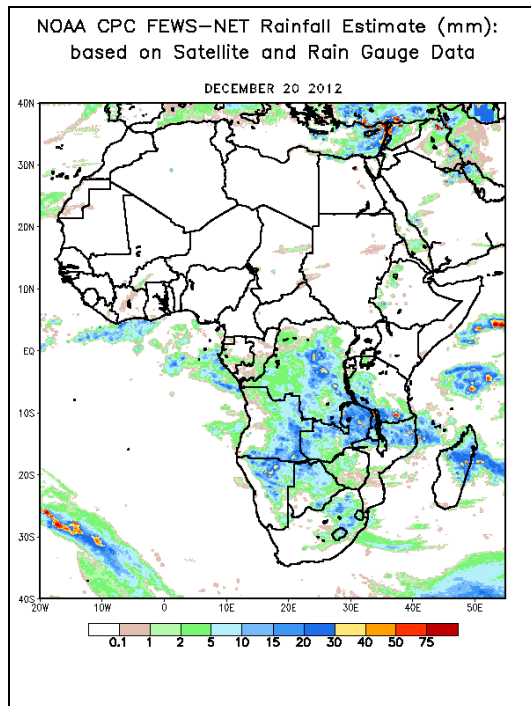 NOAA CPC FEWS-NET Rainfall Estimate (mm):
based on Satellite and Rain Gauge Data
DECEMBER 20 2012
40N
30N
20N
10N
EQ
10S
20S
30S
40S
20W 10W 0 10E 20E 30E 40E 50E
0.1 1 2 5 10 15 20 30 40 50 75